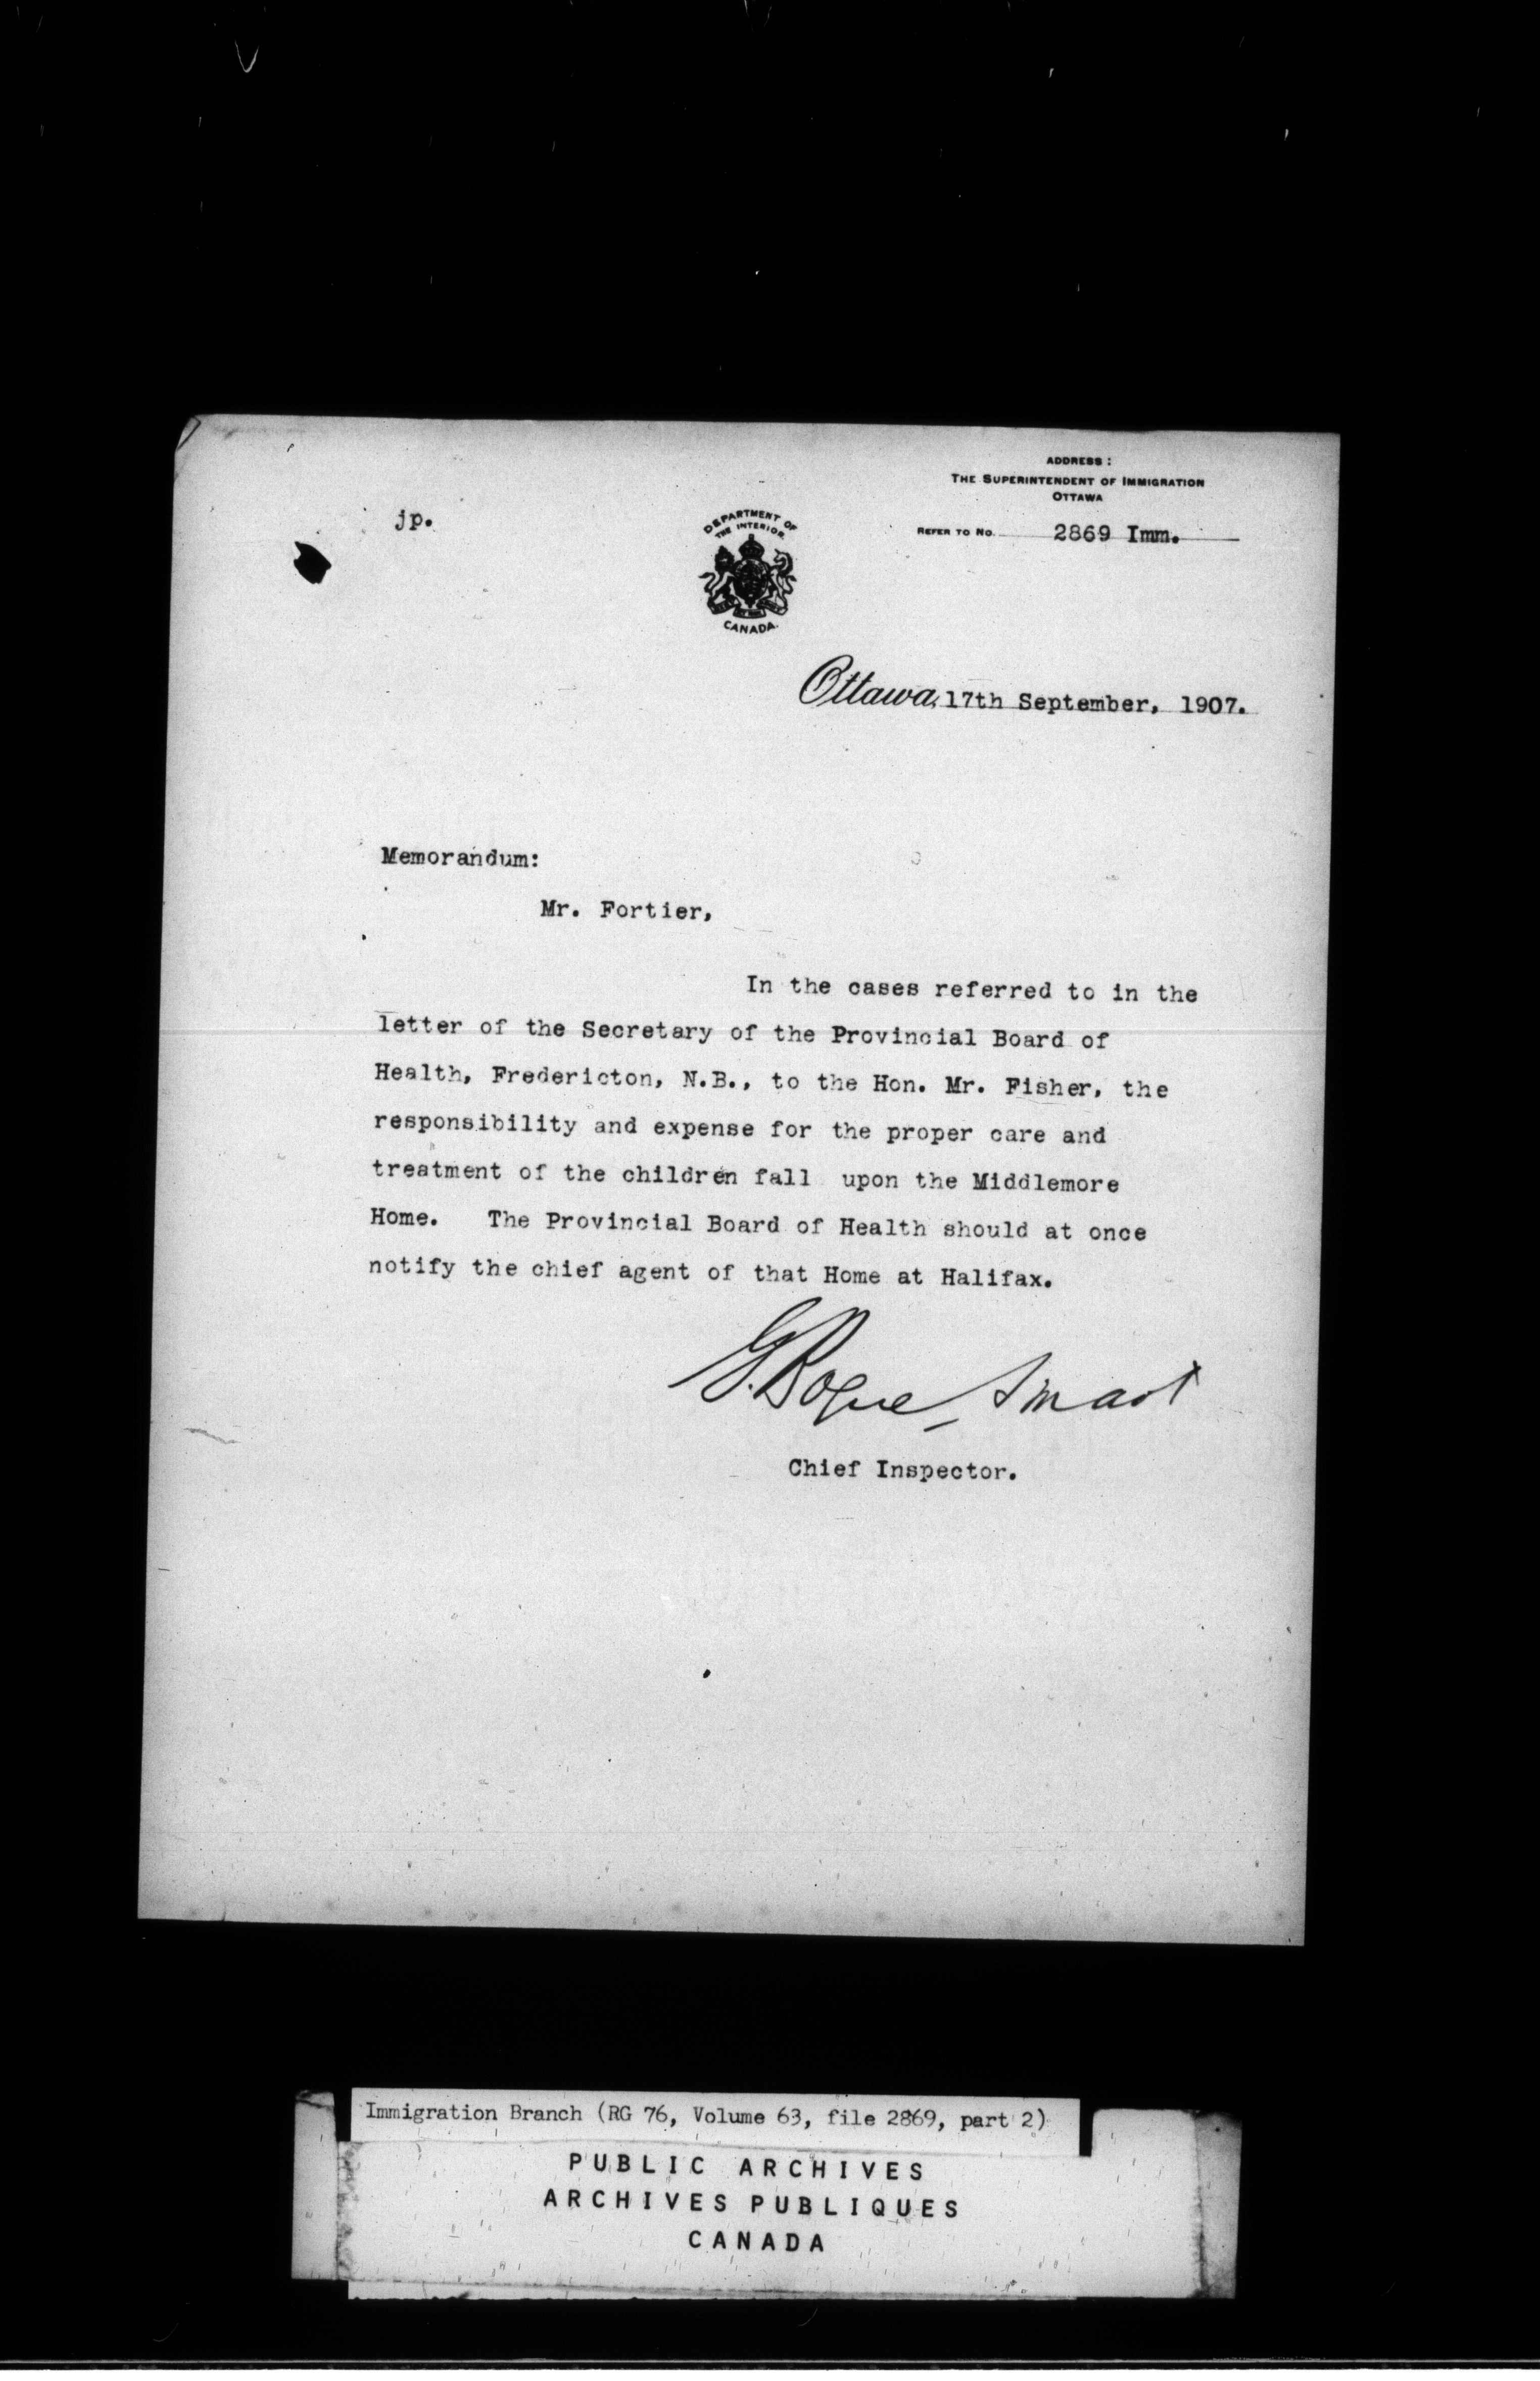 ADDRESS:
THE SUPERINTENDENT OF IMMIGRATION
OTTAWA
jp.
DEPARTMENT OF
THE INTERIOR
CANADA.
REFER TO No. 2869 Imm.
Ottawa, 17th September, 1907.
Memorandum:
Mr. Fortier,
In the cases referred to in the
letter of the Secretary of the Provincial Board of
Health, Fredericton, N.B., to the Hon. Mr. Fisher, the
responsibility and expense for the proper care and
treatment of the children fall upon the Middlemore
Home. The Provincial Board of Health should at once
notify the chief agent of that Home at Halifax.
G. Bogue Smart
Chief Inspector.
Immigration Branch (RG 76, Volume 63, file 2869, part 2)
PUBLIC ARCHIVES
ARCHIVES PUBLIQUES
CANADA